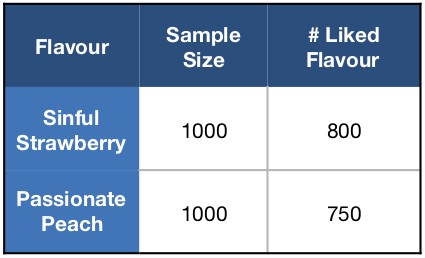 Flavour
Sample
Size
# Liked
Flavour
Sinful
Strawberry
1000
800
Passionate
Peach
1000
750